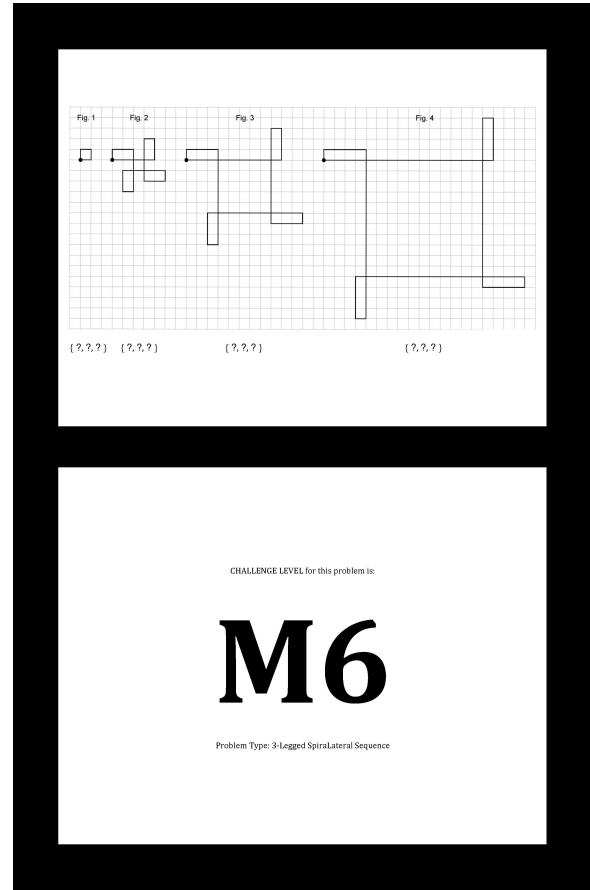 Fig. 1 Fig. 2 Fig. 3 Fig. 4
{ ?, ?, ? } { ?, ?, ? } { ?, ?, ? } { ?, ?, ? }
CHALLENGE LEVEL for this problem is:
M6
Problem Type: 3-Legged SpiraLateral Sequence